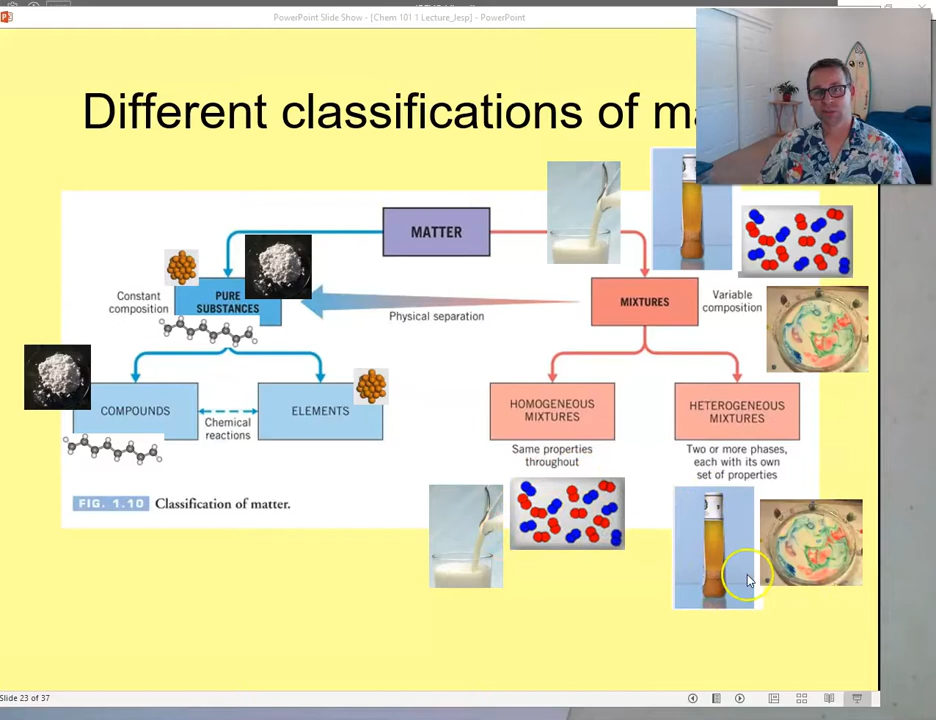 PowerPoint Slide Show - [Chem 101 1 Lecture_lesp] - PowerPoint
Different classifications of
MATTER
Constant
composition
PURE
SUBSTANCES
Physical separation
MIXTURES
Variable
composition
COMPOUNDS
Chemical
reactions
ELEMENTS
HOMOGENEOUS
MIXTURES
HETEROGENEOUS
MIXTURES
Same properties
throughout
Two or more phases,
each with its own
set of properties
FIG. 1.10 Classification of matter.
Slide 23 of 37